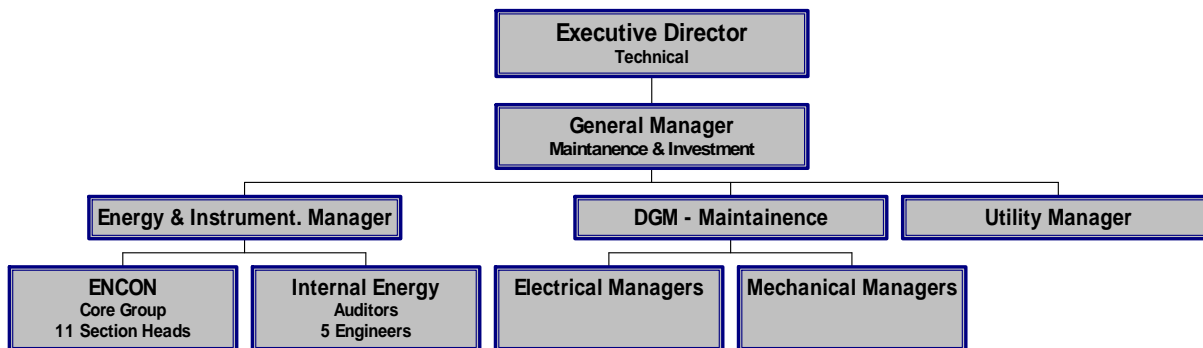 Executive Director
Technical
General Manager
Maintanence & Investment
Energy & Instrument. Manager
DGM - Maintainence
Utility Manager
ENCON
Core Group
11 Section Heads
Internal Energy
Auditors
5 Engineers
Electrical Managers
Mechanical Managers